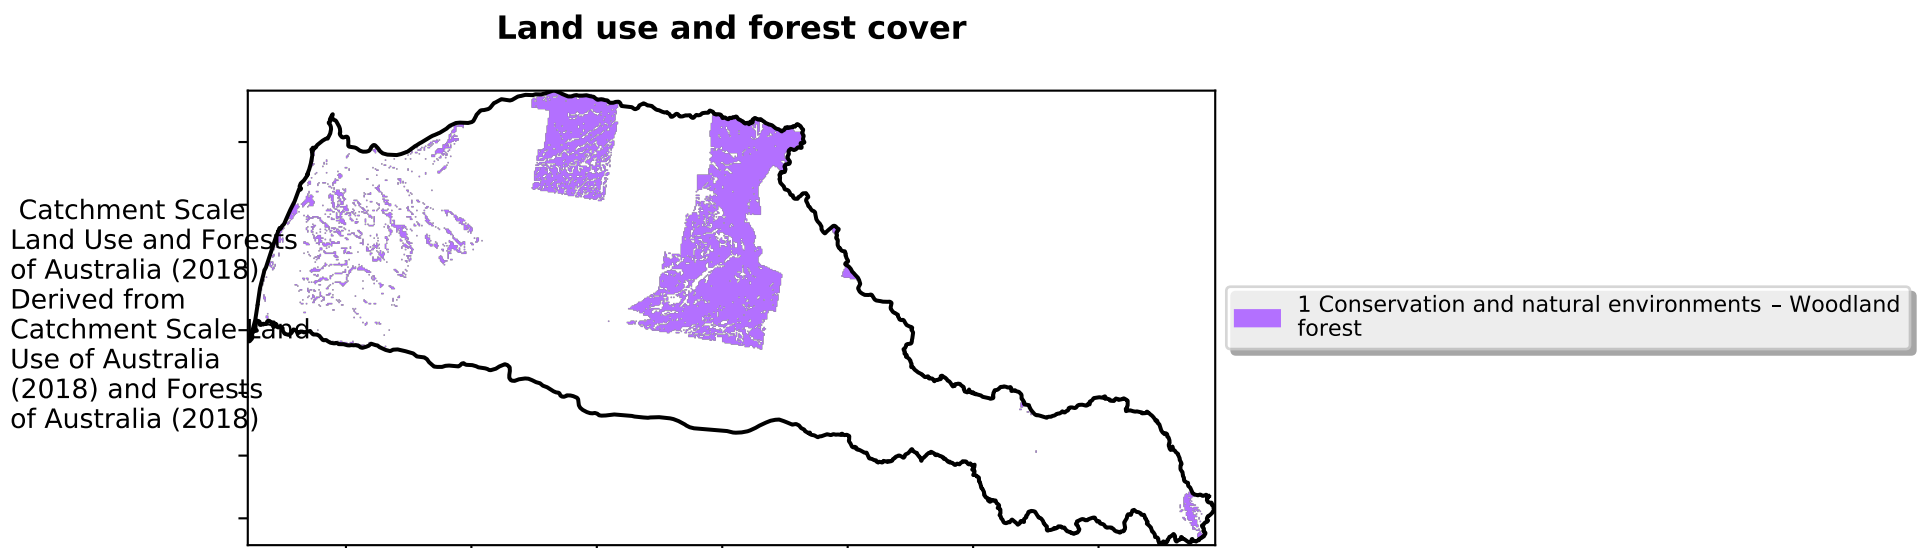 Land use and forest cover
Catchment Scale
Land Use and Forests
of Australia (2018)
Derived from
Catchment Scale Land
Use of Australia
(2018) and Forests
of Australia (2018)
1 Conservation and natural environments – Woodland
forest